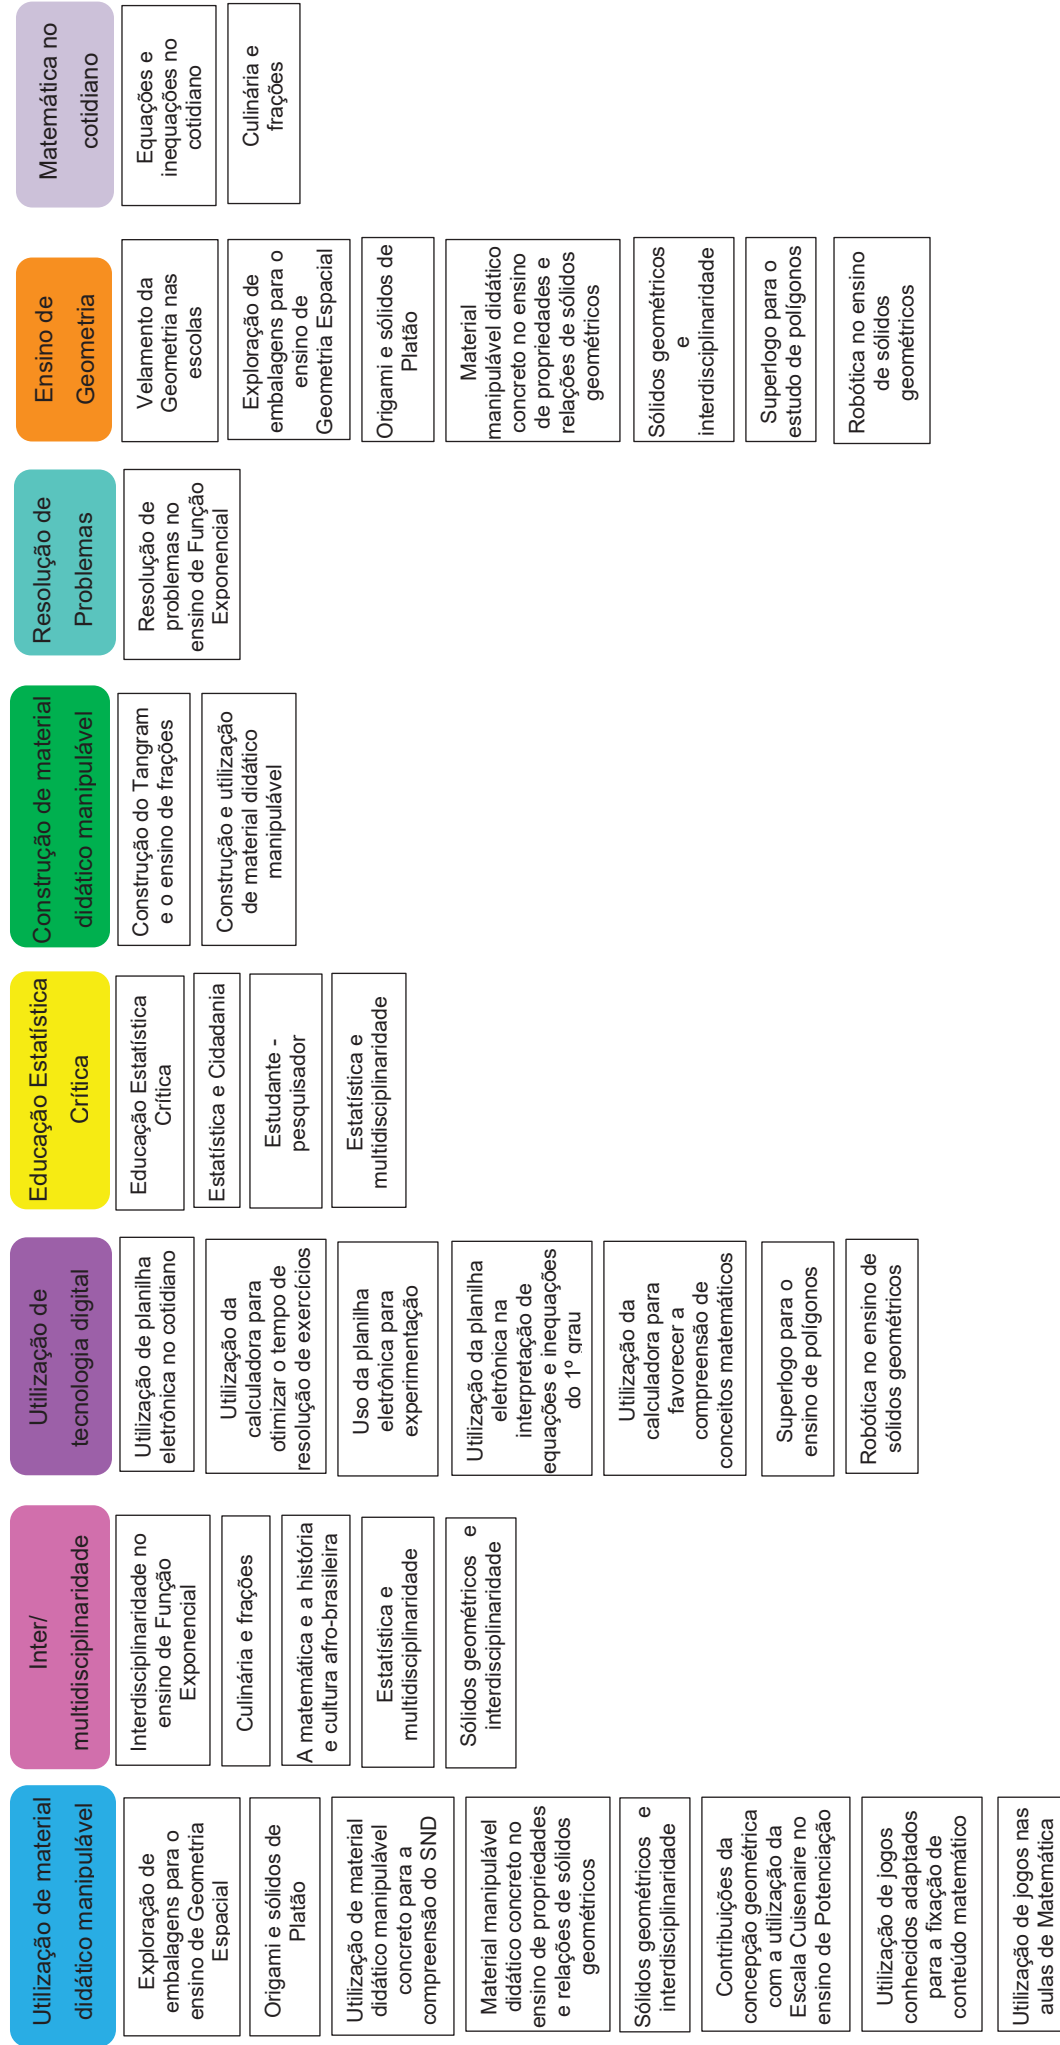 Utilização de material
didático manipulável
Exploração de
embalagens para o
ensino de Geometria
Espacial
Origami e sólidos de
Platão
Utilização de material
didático manipulável
concreto para a
compreensão do SND
Material manipulável
didático concreto no
ensino de propriedades
e relações de sólidos
geométricos
Sólidos geométricos e
interdisciplinaridade
Contribuições da
concepção geométrica
com a utilização da
Escala Cuisenaire no
ensino de Potenciação
Utilização de jogos
conhecidos adaptados
para a fixação de
conteúdo matemático
Utilização de jogos nas
aulas de Matemática
Inter/
multidisciplinaridade
Interdisciplinaridade no
ensino de Função
Exponencial
Culinária e frações
A matemática e a história
e cultura afro-brasileira
Estatística e
multidisciplinaridade
Sólidos geométricos e
interdisciplinaridade
Utilização de
tecnologia digital
Utilização de planilha
eletrônica no cotidiano
Utilização da
calculadora para
otimizar o tempo de
resolução de exercícios
Uso da planilha
eletrônica para
experimentação
Utilização da planilha
eletrônica na
interpretação de
equações e inequações
do 1º grau
Utilização da
calculadora para
favorecer a
compreensão de
conceitos matemáticos
Superlogo para o
ensino de polígonos
Robótica no ensino de
sólidos geométricos
Educação Estatística
Crítica
Educação Estatística
Crítica
Estatística e Cidadania
Estudante -
pesquisador
Estatística e
multidisciplinaridade
Construção de material
didático manipulável
Construção do Tangram
e o ensino de frações
Construção e utilização
de material didático
manipulável
Resolução de
Problemas
Resolução de
problemas no
ensino de Função
Exponencial
Ensino de
Geometria
Velamento da
Geometria nas
escolas
Exploração de
embalagens para o
ensino de
Geometria Espacial
Origami e sólidos de
Platão
Material
manipulável didático
concreto no ensino
de propriedades e
relações de sólidos
geométricos
Sólidos geométricos
e
interdisciplinaridade
Superlogo para o
estudo de polígonos
Robótica no ensino
de sólidos
geométricos
Matemática no
cotidiano
Equações e
inequações no
cotidiano
Culinária e
frações